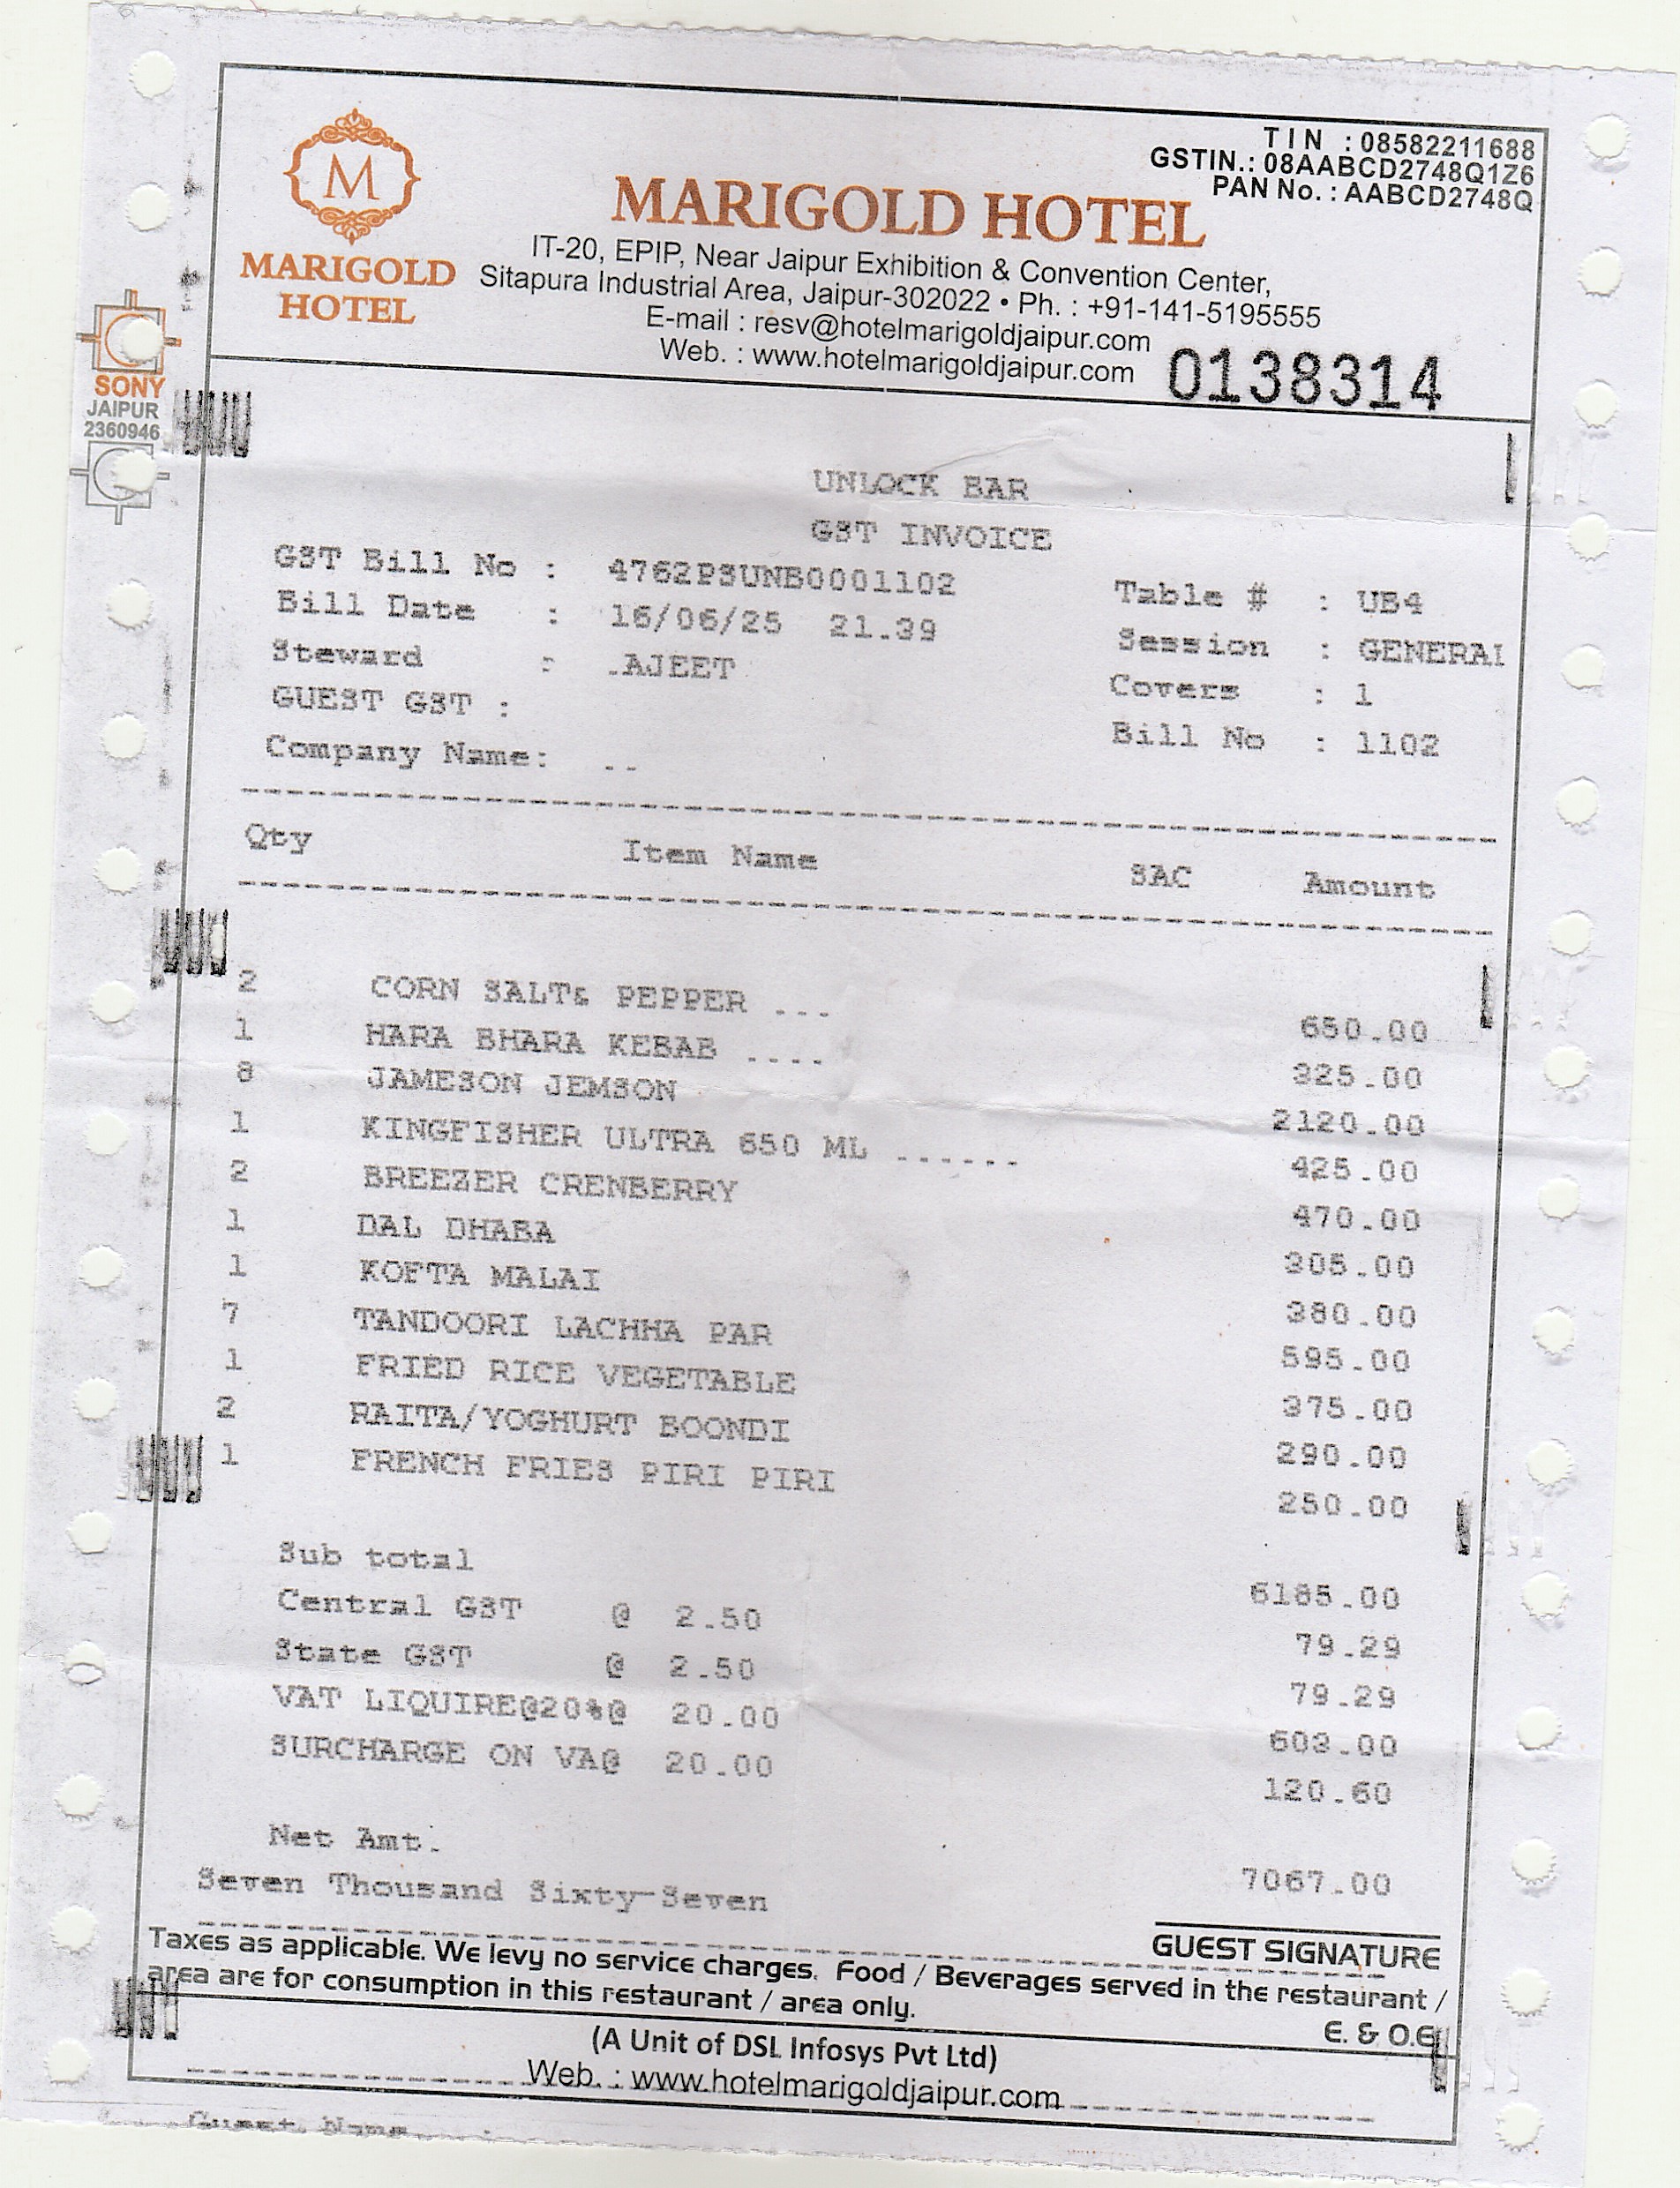 TIN : 08582211688
GSTIN.: 08AABCD2748Q1Z6
PAN No. : AABCD2748Q
M
MARIGOLD
HOTEL
MARIGOLD HOTEL
IT-20, EPIP, Near Jaipur Exhibition & Convention Center,
Sitapura Industrial Area, Jaipur-302022 • Ph. : +91-141-5195555
E-mail : resv@hotelmarigoldjaipur.com
Web. : www.hotelmarigoldjaipur.com
0138314
SONY
JAIPUR
2360946
UNLOCK BAR
GST INVOICE
GST Bill No : 4762PSUNB0001102 Table # : UB4
Bill Date : 16/06/25 21.39 Session : GENERAL
Steward : .AJEET Covers : 1
GUEST GST : Bill No : 1102
Company Name: --
Qty Item Name SAC Amount
2 CORN SALT& PEPPER ... 650.00
1 HARA BHARA KEBAB .... 325.00
8 JAMESON JEMSON 2120.00
1 KINGFISHER ULTRA 650 ML ...... 425.00
2 BREEZER CRENBERRY 470.00
1 DAL DHABA 305.00
1 KOFTA MALAI 380.00
7 TANDOORI LACHHA PAR 595.00
1 FRIED RICE VEGETABLE 375.00
2 RAITA/YOGHURT BOONDI 290.00
1 FRENCH FRIES PIRI PIRI 250.00
Sub total 6185.00
Central GST @ 2.50 79.29
State GST @ 2.50 79.29
VAT LIQUIRE@20%@ 20.00 603.00
SURCHARGE ON VA@ 20.00 120.60
Net Amt. 7067.00
Seven Thousand Sixty-Seven
GUEST SIGNATURE
Taxes as applicable. We levy no service charges. Food / Beverages served in the restaurant /
area are for consumption in this restaurant / area only.
E. & O.E.
(A Unit of DSL Infosys Pvt Ltd)
Web. : www.hotelmarigoldjaipur.com
Guest Name